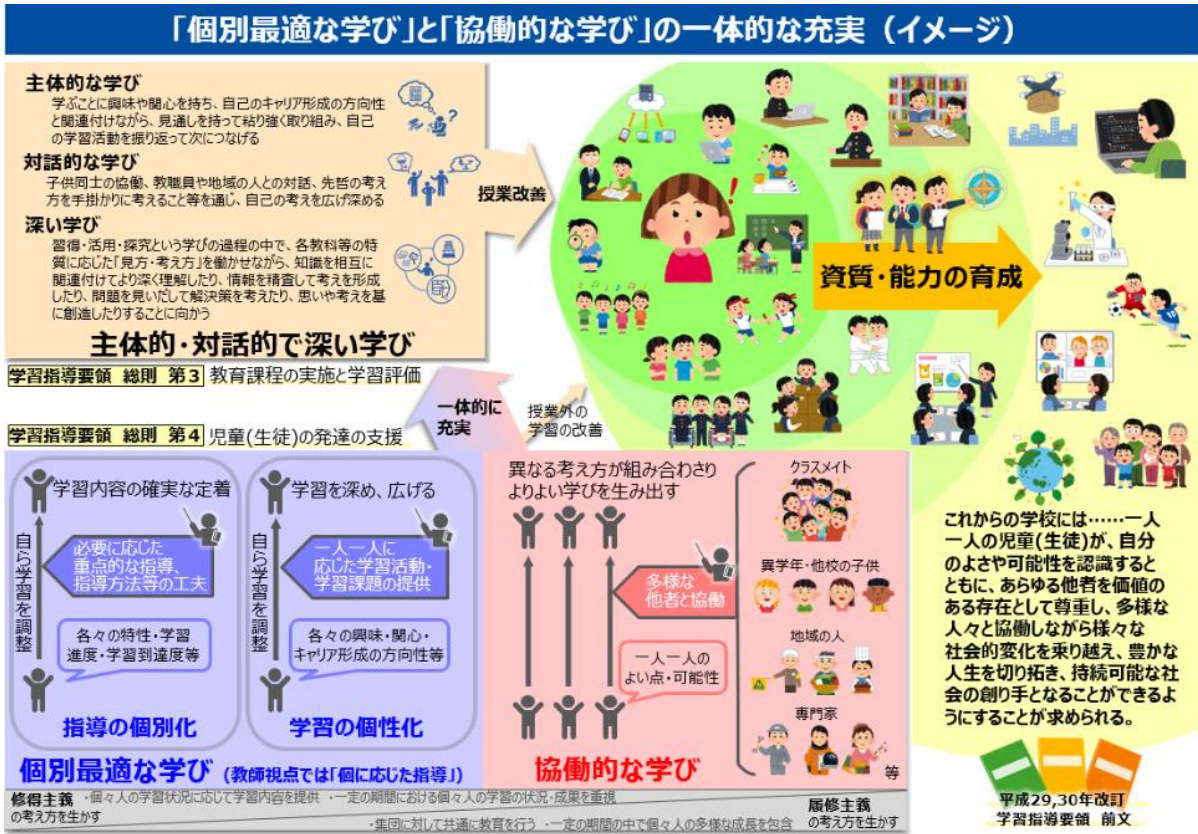 「個別最適な学び」と「協働的な学び」の一体的な充実（イメージ）
主体的な学び
学ぶことに興味や関心を持ち、自己のキャリア形成の方向性
と関連付けながら、見通しを持って粘り強く取り組み、自己
の学習活動を振り返って次につなげる
対話的な学び
子供同士の協働、教職員や地域の人との対話、先哲の考え
方を手掛かりに考えること等を通じ、自己の考えを広げ深める
深い学び
習得・活用・探究という学びの過程の中で、各教科等の特
質に応じた「見方・考え方」を働かせながら、知識を相互に
関連付けてより深く理解したり、情報を精査して考えを形成
したり、問題を見いだして解決策を考えたり、思いや考えを基
に創造したりすることに向かう
主体的・対話的で深い学び
授業改善
資質・能力の育成
学習指導要領 総則 第3 教育課程の実施と学習評価
一体的に
充実
授業外の
学習の改善
学習指導要領 総則 第4 児童(生徒)の発達の支援
学習内容の確実な定着
自ら学習を調整
必要に応じた
重点的な指導、
指導方法等の工夫
各々の特性・学習
進度・学習到達度等
指導の個別化
学習を深め、広げる
自ら学習を調整
一人一人に
応じた学習活動・
学習課題の提供
各々の興味・関心・
キャリア形成の方向性等
学習の個性化
個別最適な学び (教師視点では「個に応じた指導」)
異なる考え方が組み合わさり
よりよい学びを生み出す
多様な
他者と協働
一人一人の
よい点・可能性
クラスメイト
異学年・他校の子供
地域の人
専門家
等
協働的な学び
修得主義
の考え方を生かす
・個々人の学習状況に応じて学習内容を提供 ・一定の期間における個々人の学習の状況・成果を重視
・集団に対して共通に教育を行う ・一定の期間の中で個々人の多様な成長を包含
履修主義
の考え方を生かす
これからの学校には……一人
一人の児童(生徒)が、自分
のよさや可能性を認識すると
ともに、あらゆる他者を価値の
ある存在として尊重し、多様な
人々と協働しながら様々な
社会的変化を乗り越え、豊かな
人生を切り拓き、持続可能な社
会の創り手となることができるよ
うにすることが求められる。
平成29,30年改訂
学習指導要領 前文